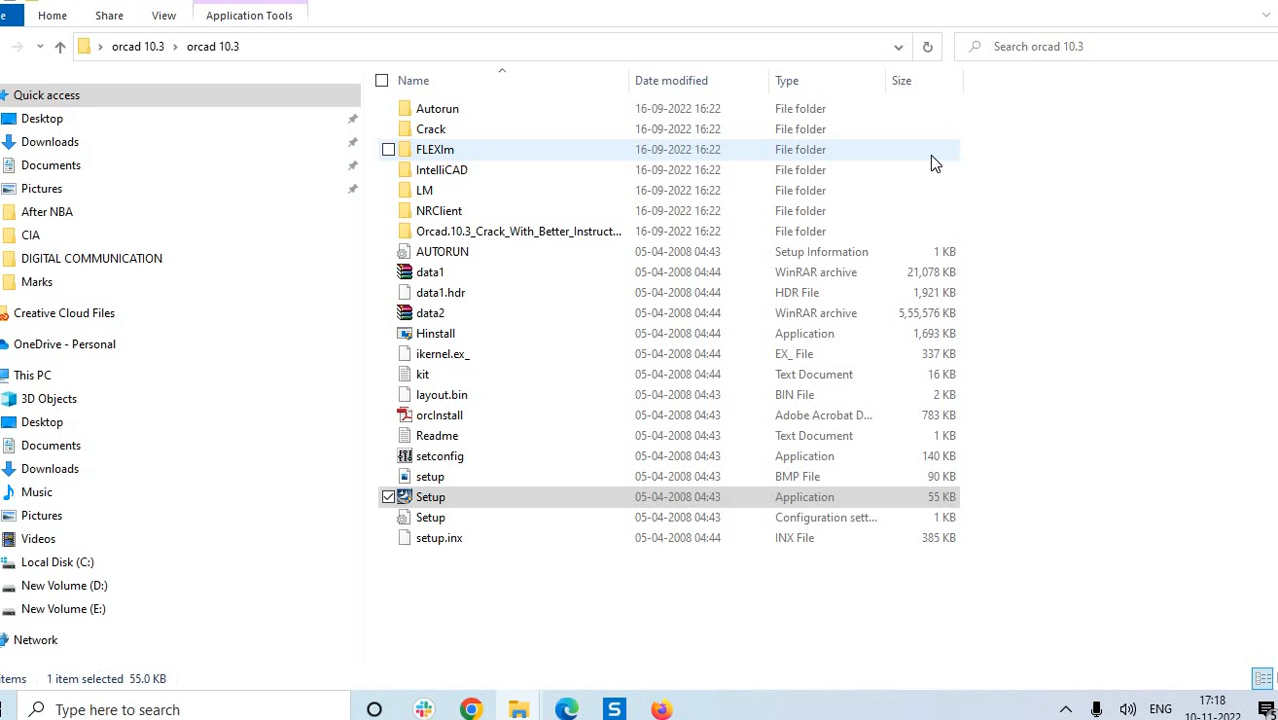 e Home Share View Application Tools
orcad 10.3 orcad 10.3 Search orcad 10.3
Name Date modified Type Size
Quick access
Desktop
Downloads
Documents
Pictures
After NBA
CIA
DIGITAL COMMUNICATION
Marks
Creative Cloud Files
OneDrive - Personal
This PC
3D Objects
Desktop
Documents
Downloads
Music
Pictures
Videos
Local Disk (C:)
New Volume (D:)
New Volume (E:)
Network
Autorun 16-09-2022 16:22 File folder
Crack 16-09-2022 16:22 File folder
FLEXlm 16-09-2022 16:22 File folder
IntelliCAD 16-09-2022 16:22 File folder
LM 16-09-2022 16:22 File folder
NRClient 16-09-2022 16:22 File folder
Orcad.10.3_Crack_With_Better_Instruct... 16-09-2022 16:22 File folder
AUTORUN 05-04-2008 04:43 Setup Information 1 KB
data1 05-04-2008 04:44 WinRAR archive 21,078 KB
data1.hdr 05-04-2008 04:44 HDR File 1,921 KB
data2 05-04-2008 04:44 WinRAR archive 5,55,576 KB
Hinstall 05-04-2008 04:44 Application 1,693 KB
ikernel.ex_ 05-04-2008 04:44 EX_ File 337 KB
kit 05-04-2008 04:44 Text Document 16 KB
layout.bin 05-04-2008 04:44 BIN File 2 KB
orcInstall 05-04-2008 04:43 Adobe Acrobat D... 783 KB
Readme 05-04-2008 04:43 Text Document 1 KB
setconfig 05-04-2008 04:43 Application 140 KB
setup 05-04-2008 04:43 BMP File 90 KB
Setup 05-04-2008 04:43 Application 55 KB
Setup 05-04-2008 04:43 Configuration sett... 1 KB
setup.inx 05-04-2008 04:44 INX File 385 KB
items 1 item selected 55.0 KB
Type here to search S ENG 17:18
10-11-2022